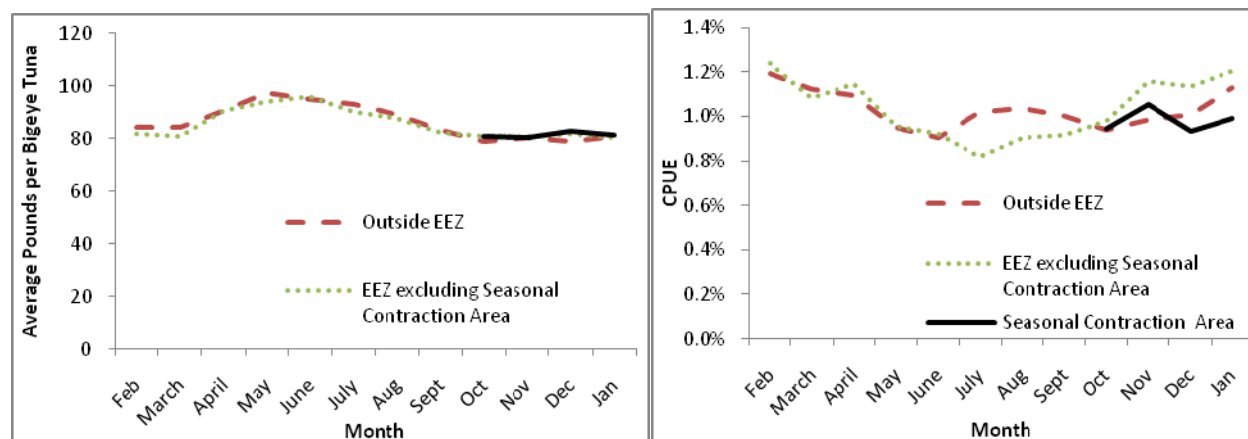 Average Pounds per Bigeye Tuna
120
100
80
60
40
20
0
Outside EEZ
EEZ excluding Seasonal
Contraction Area
Feb
March
April
May
June
July
Aug
Sept
Oct
Nov
Dec
Jan
Month
CPUE
1.4%
1.2%
1.0%
0.8%
0.6%
0.4%
0.2%
0.0%
Outside EEZ
EEZ excluding Seasonal
Contraction Area
Seasonal Contraction Area
Feb
March
April
May
June
July
Aug
Sept
Oct
Nov
Dec
Jan
Month